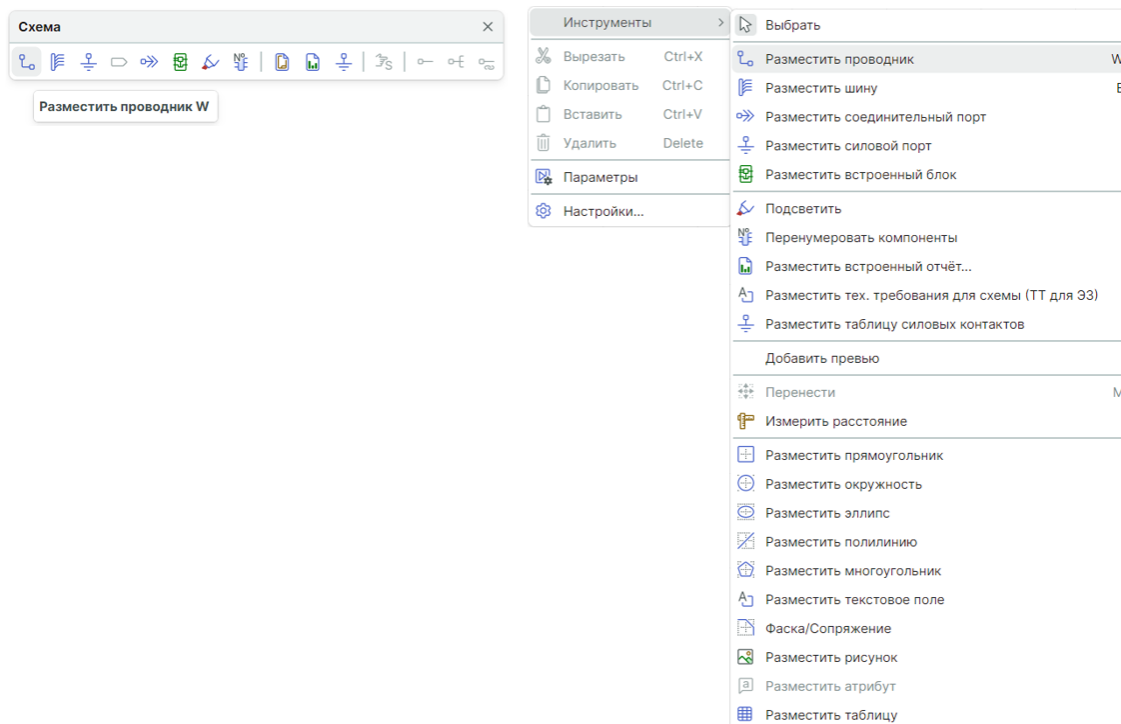 Схема
Разместить проводник W
Инструменты
Вырезать Ctrl+X
Копировать Ctrl+C
Вставить Ctrl+V
Удалить Delete
Параметры
Настройки...
Выбрать
Разместить проводник W
Разместить шину
Разместить соединительный порт
Разместить силовой порт
Разместить встроенный блок
Подсветить
Перенумеровать компоненты
Разместить встроенный отчёт...
Разместить тех. требования для схемы (ТТ для Э3)
Разместить таблицу силовых контактов
Добавить превью
Перенести
Измерить расстояние
Разместить прямоугольник
Разместить окружность
Разместить эллипс
Разместить полилинию
Разместить многоугольник
Разместить текстовое поле
Фаска/Сопряжение
Разместить рисунок
Разместить атрибут
Разместить таблицу